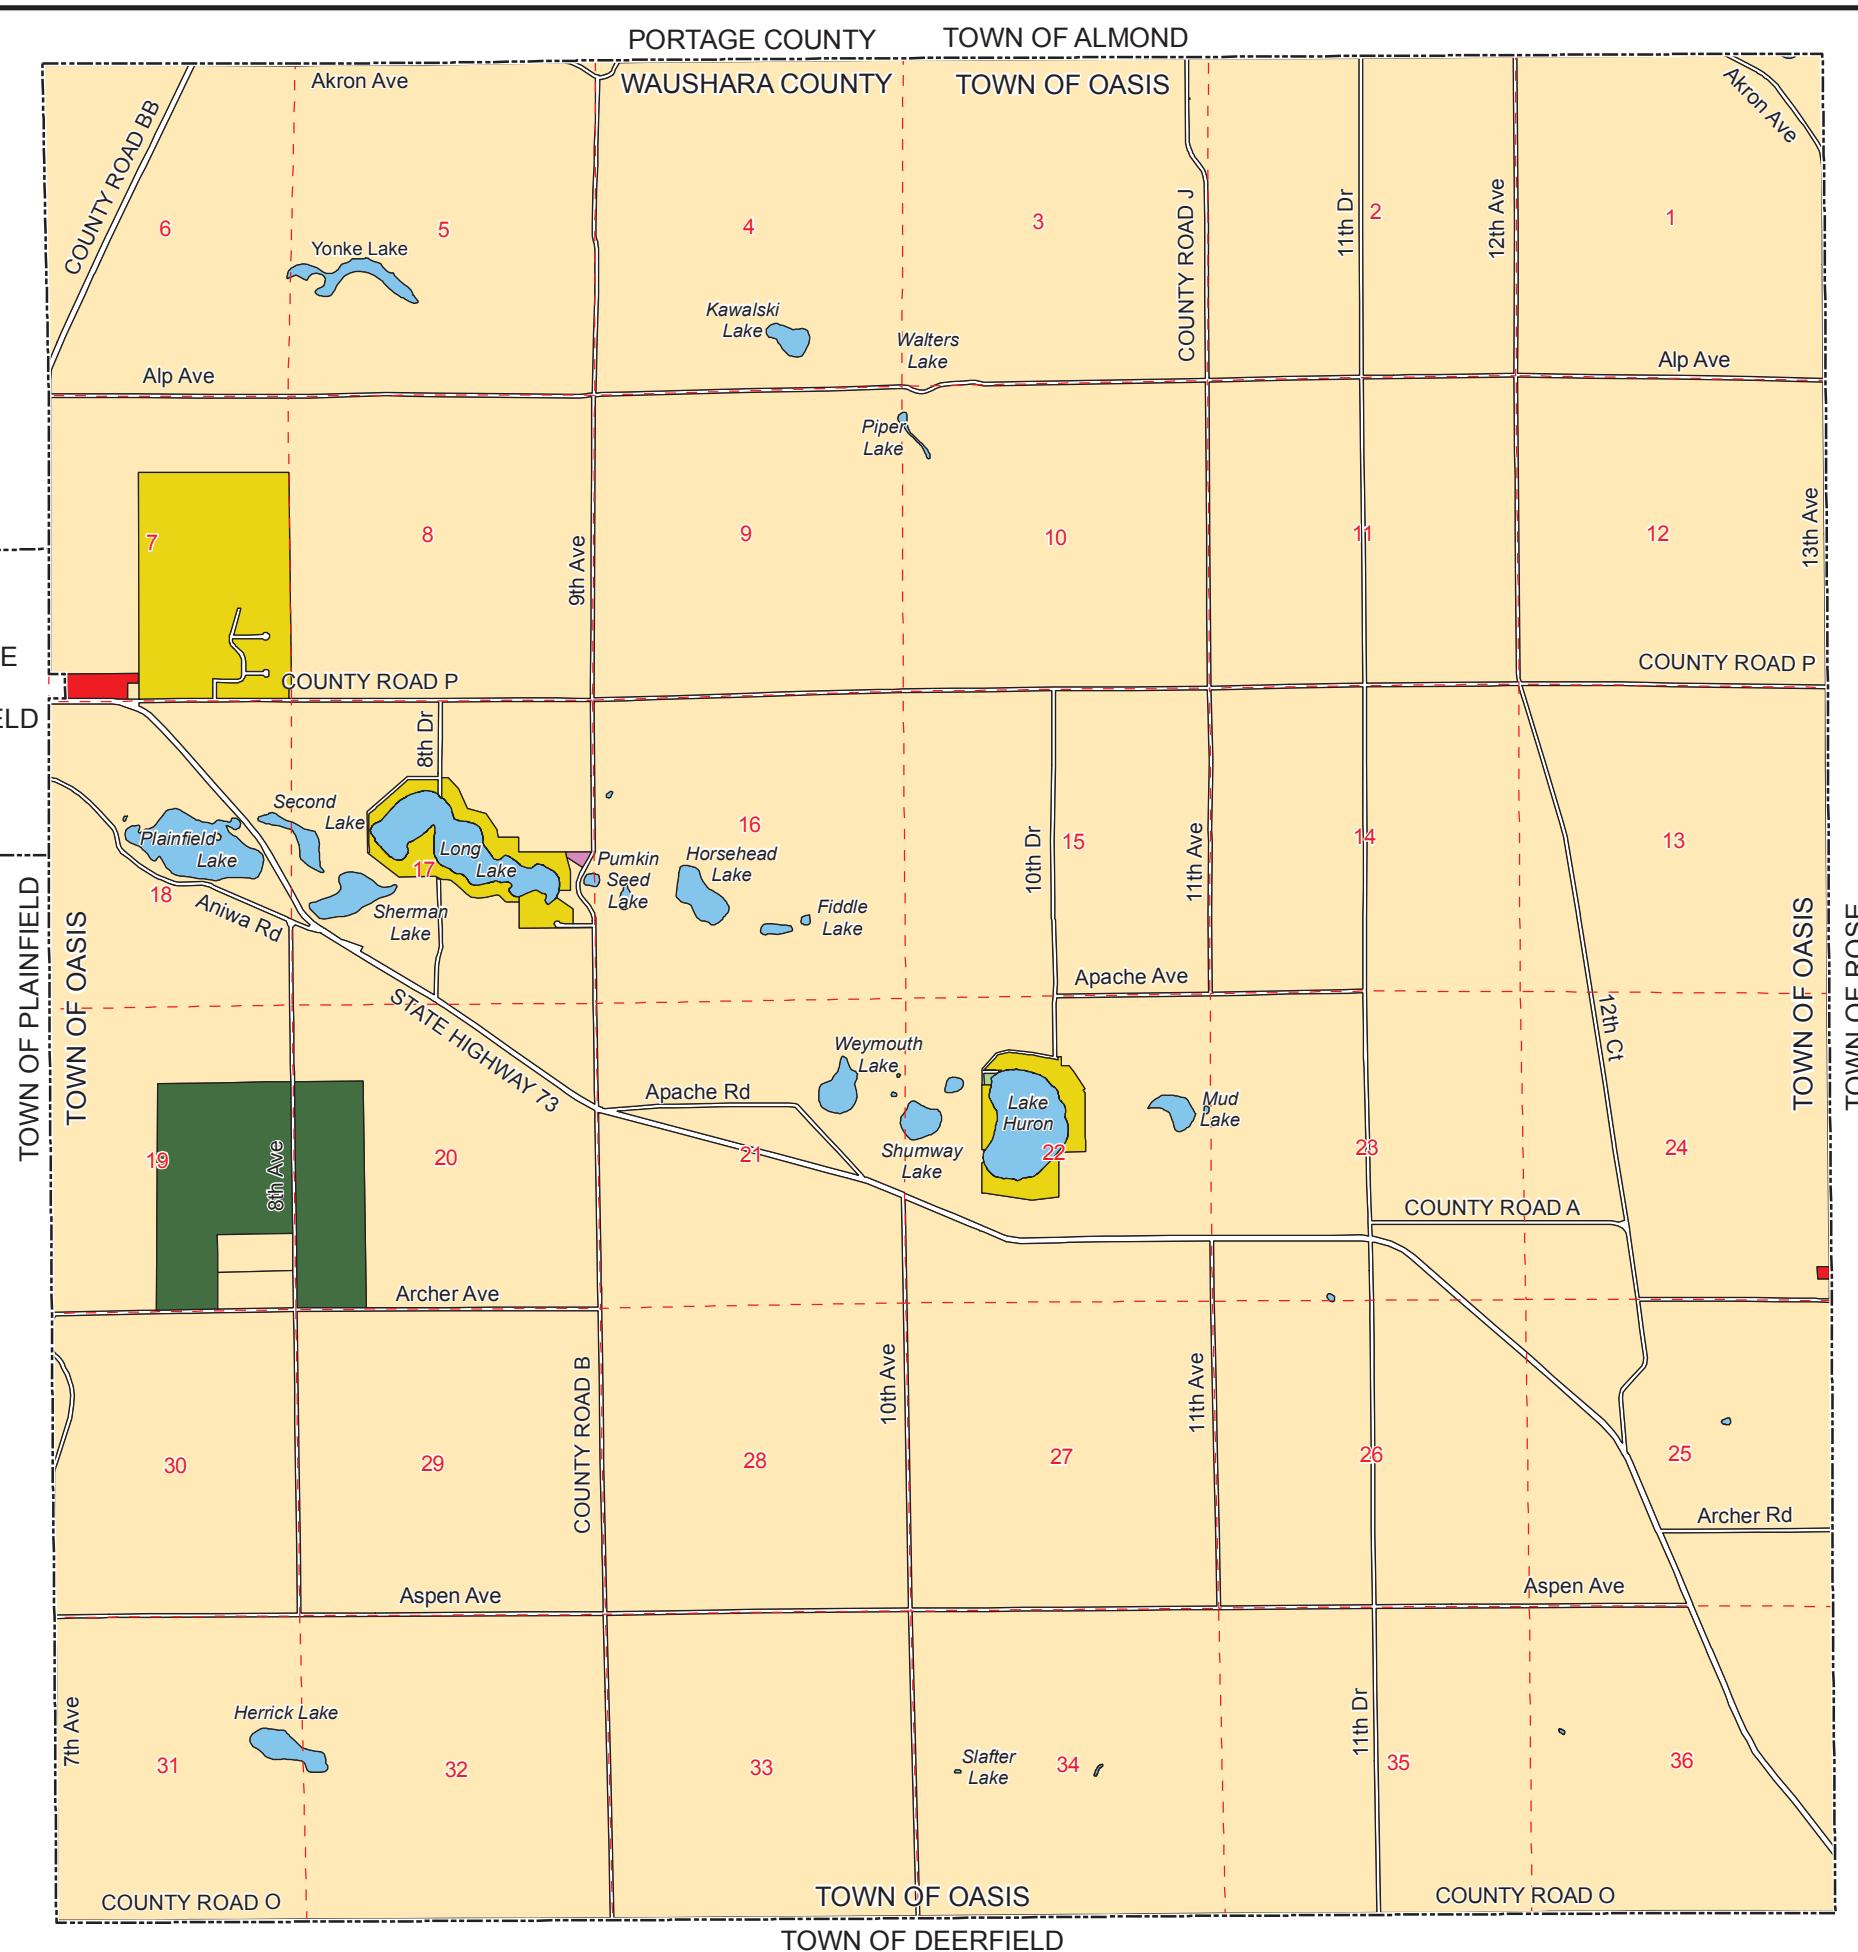 PORTAGE COUNTY
TOWN OF ALMOND
WAUSHARA COUNTY
TOWN OF OASIS
Akron Ave
Akron Ave
COUNTY ROAD BB
6
5
4
3
2
1
COUNTY ROAD J
11th Dr
12th Ave
Yonke Lake
Kawalski
Lake
Walters
Lake
Alp Ave
Alp Ave
Piper
Lake
7
8
9
10
11
12
9th Ave
13th Ave
E
ELD
COUNTY ROAD P
COUNTY ROAD P
8th Dr
Second
Lake
Plainfield
Lake
Long
Lake
Sherman
Lake
Pumkin
Seed
Lake
Horsehead
Lake
Fiddle
Lake
18
17
16
15
14
13
10th Dr
11th Ave
Aniwa Rd
Apache Ave
TOWN OF PLAINFIELD
TOWN OF OASIS
TOWN OF OASIS
TOWN OF ROSE
STATE HIGHWAY 73
12th Ct
Weymouth
Lake
Apache Rd
Lake
Huron
Mud
Lake
Shumway
Lake
19
20
21
22
23
24
8th Ave
COUNTY ROAD A
Archer Ave
COUNTY ROAD B
10th Ave
11th Ave
30
29
28
27
26
25
Archer Rd
Aspen Ave
Aspen Ave
7th Ave
Herrick Lake
11th Dr
Slafter
Lake
31
32
33
34
35
36
COUNTY ROAD O
TOWN OF OASIS
COUNTY ROAD O
TOWN OF DEERFIELD